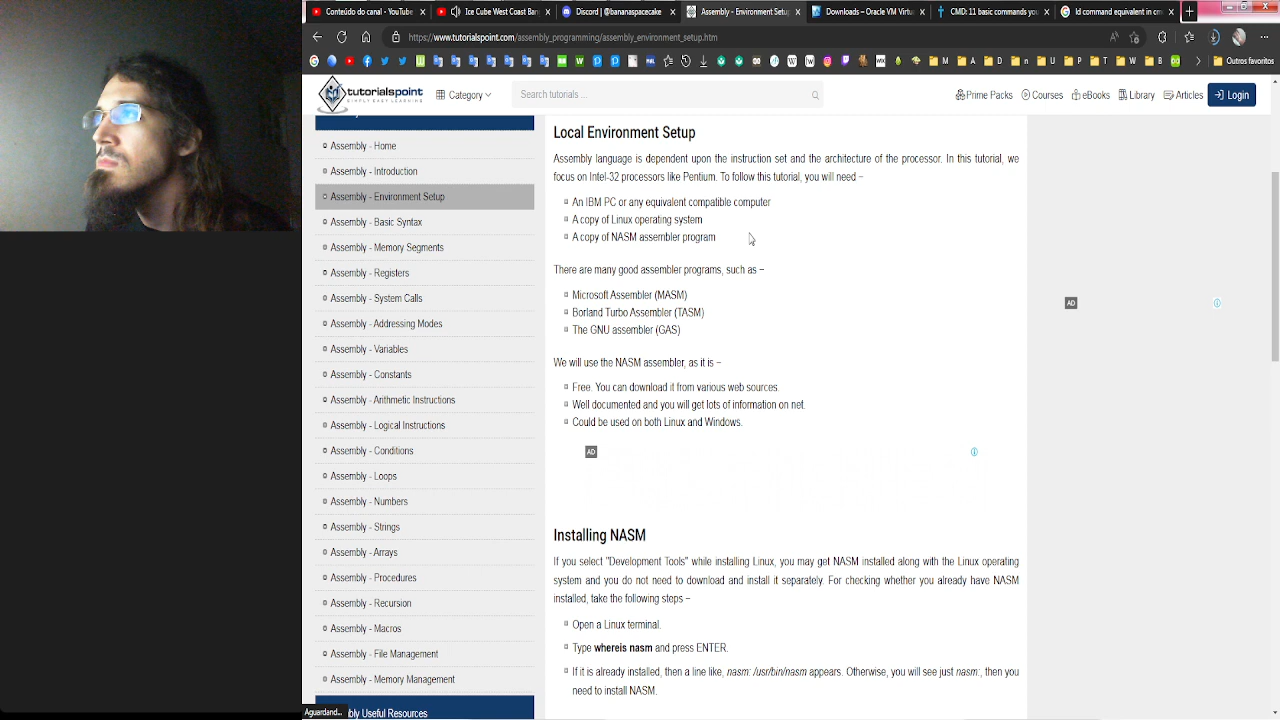 Conteúdo do canal - YouTube
Ice Cube West Coast Ban
Discord | @bananaspacecake
Assembly - Environment Setup
Downloads – Oracle VM Virtu
CMD: 11 basic commands you
ld command equivalent in cm
https://www.tutorialspoint.com/assembly_programming/assembly_environment_setup.htm
M
A
D
n
U
P
T
W
B
Outros favoritos
tutorialspoint
SIMPLY EASY LEARNING
Category
Search tutorials ...
Prime Packs
Courses
eBooks
Library
Articles
Login
Assembly - Home
Assembly - Introduction
Assembly - Environment Setup
Assembly - Basic Syntax
Assembly - Memory Segments
Assembly - Registers
Assembly - System Calls
Assembly - Addressing Modes
Assembly - Variables
Assembly - Constants
Assembly - Arithmetic Instructions
Assembly - Logical Instructions
Assembly - Conditions
Assembly - Loops
Assembly - Numbers
Assembly - Strings
Assembly - Arrays
Assembly - Procedures
Assembly - Recursion
Assembly - Macros
Assembly - File Management
Assembly - Memory Management
bly Useful Resources
Aguardand...
Local Environment Setup
Assembly language is dependent upon the instruction set and the architecture of the processor. In this tutorial, we
focus on Intel-32 processors like Pentium. To follow this tutorial, you will need −
An IBM PC or any equivalent compatible computer
A copy of Linux operating system
A copy of NASM assembler program
There are many good assembler programs, such as −
Microsoft Assembler (MASM)
Borland Turbo Assembler (TASM)
The GNU assembler (GAS)
We will use the NASM assembler, as it is −
Free. You can download it from various web sources.
Well documented and you will get lots of information on net.
Could be used on both Linux and Windows.
AD
Installing NASM
If you select "Development Tools" while installing Linux, you may get NASM installed along with the Linux operating
system and you do not need to download and install it separately. For checking whether you already have NASM
installed, take the following steps −
Open a Linux terminal.
Type whereis nasm and press ENTER.
If it is already installed, then a line like, nasm: /usr/bin/nasm appears. Otherwise, you will see just nasm:, then you
need to install NASM.
AD